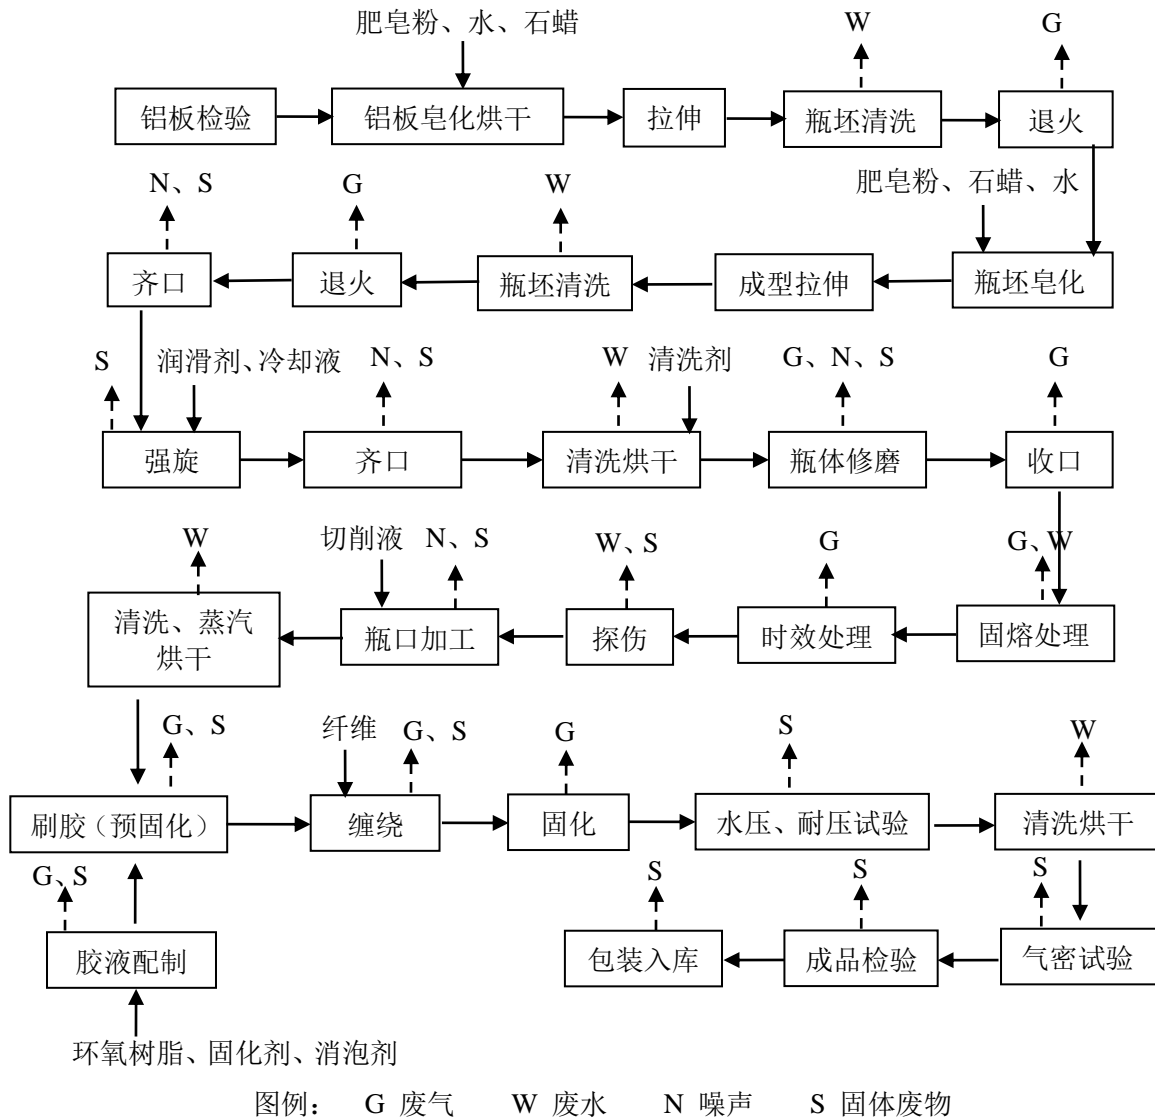 肥皂粉、水、石蜡
W
G
铝板检验
铝板皂化烘干
拉伸
瓶坯清洗
退火
N、S
G
W
肥皂粉、石蜡、水
齐口
退火
瓶坯清洗
成型拉伸
瓶坯皂化
S
润滑剂、冷却液
N、S
W
清洗剂
G、N、S
G
强旋
齐口
清洗烘干
瓶体修磨
收口
W
切削液
N、S
W、S
G
G、W
清洗、蒸汽
烘干
瓶口加工
探伤
时效处理
固熔处理
G、S
纤维
G、S
G
S
W
刷胶（预固化）
缠绕
固化
水压、耐压试验
清洗烘干
G、S
S
S
S
胶液配制
包装入库
成品检验
气密试验
环氧树脂、固化剂、消泡剂
图例： G 废气 W 废水 N 噪声 S 固体废物